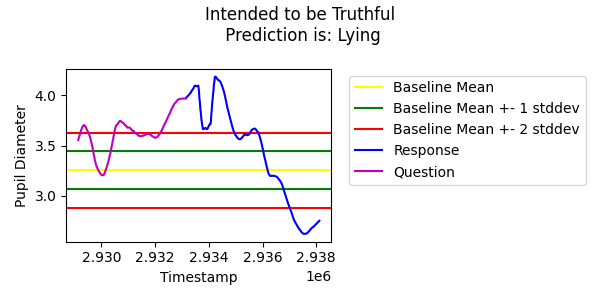 Intended to be Truthful
Prediction is: Lying
Pupil Diameter
4.0
3.5
3.0
2.930 2.932 2.934 2.936 2.938
1e6
Timestamp
Baseline Mean
Baseline Mean +- 1 stddev
Baseline Mean +- 2 stddev
Response
Question